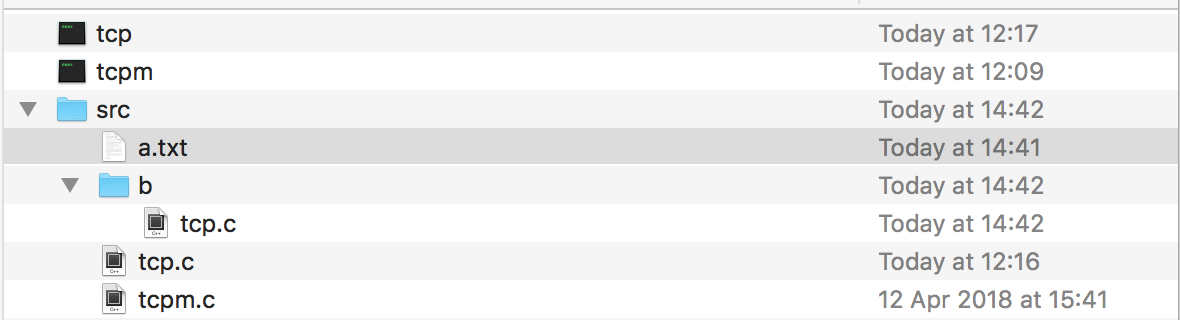 tcp Today at 12:17
tcpm Today at 12:09
src Today at 14:42
a.txt Today at 14:41
b Today at 14:42
tcp.c Today at 14:42
tcp.c Today at 12:16
tcpm.c 12 Apr 2018 at 15:41